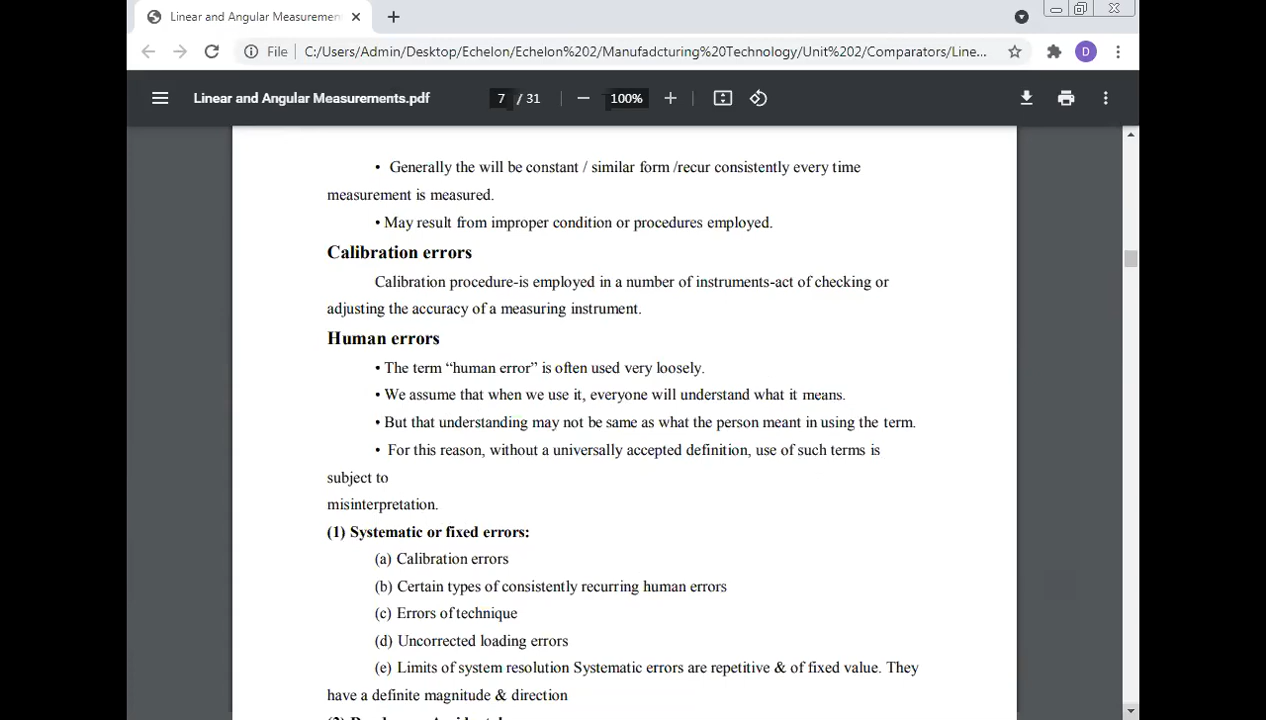 Linear and Angular Measuremen
File
C:/Users/Admin/Desktop/Echelon/Echelon%202/Manufadcturing%20Technology/Unit%202/Comparators/Line...
D
Linear and Angular Measurements.pdf
7 / 31
100%
• Generally the will be constant / similar form /recur consistently every time
measurement is measured.
• May result from improper condition or procedures employed.
Calibration errors
Calibration procedure-is employed in a number of instruments-act of checking or
adjusting the accuracy of a measuring instrument.
Human errors
• The term “human error” is often used very loosely.
• We assume that when we use it, everyone will understand what it means.
• But that understanding may not be same as what the person meant in using the term.
• For this reason, without a universally accepted definition, use of such terms is
subject to
misinterpretation.
(1) Systematic or fixed errors:
(a) Calibration errors
(b) Certain types of consistently recurring human errors
(c) Errors of technique
(d) Uncorrected loading errors
(e) Limits of system resolution Systematic errors are repetitive & of fixed value. They
have a definite magnitude & direction